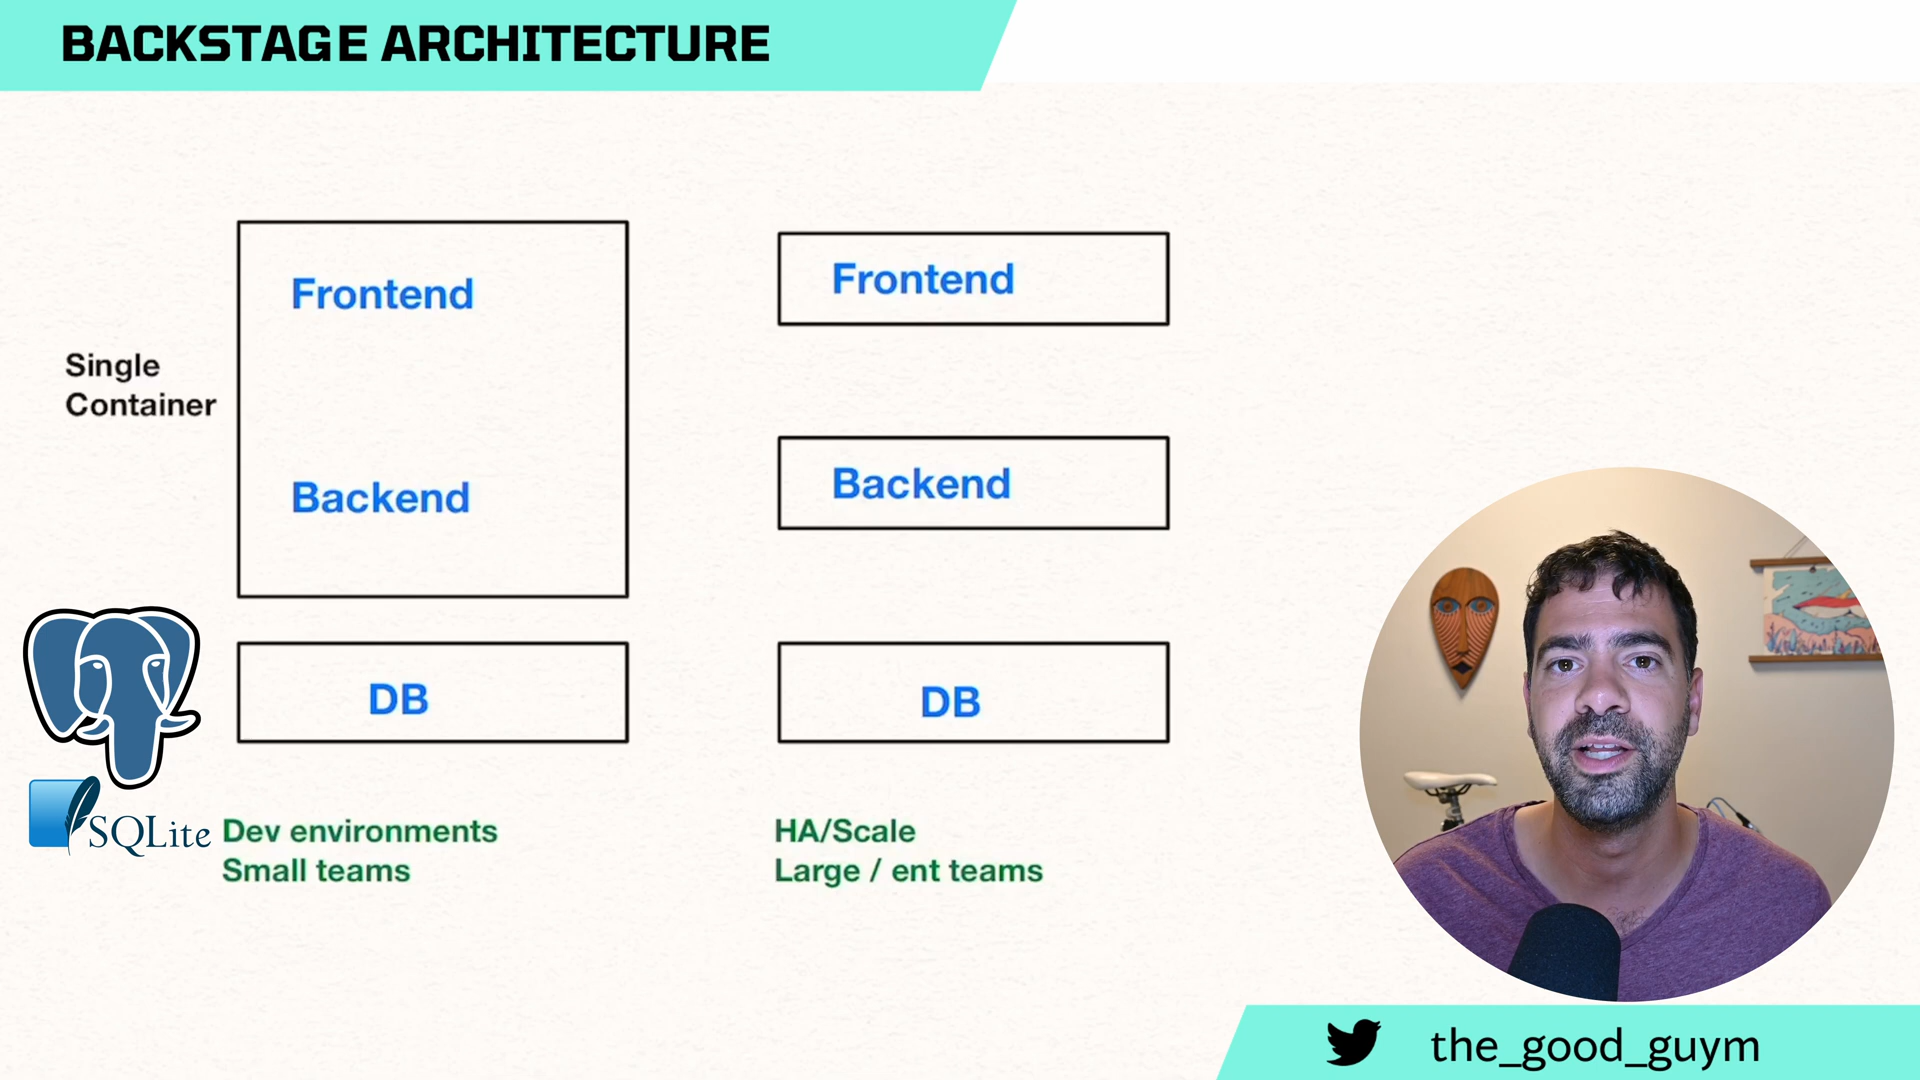 BACKSTAGE ARCHITECTURE
Frontend
Backend
Single
Container
DB
SQLite
Dev environments
Small teams
Frontend
Backend
DB
HA/Scale
Large / ent teams
the_good_guym